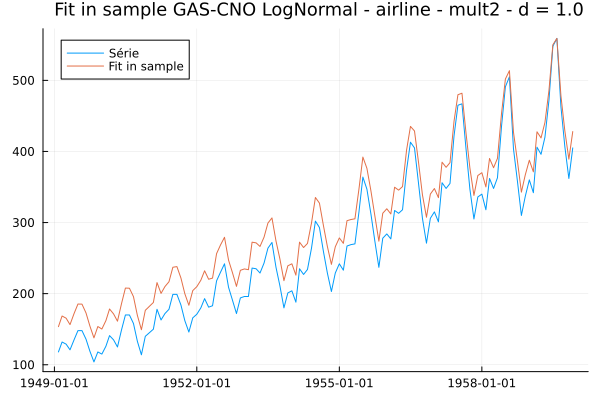 Fit in sample GAS-CNO LogNormal - airline - mult2 - d = 1.0
Série
Fit in sample
500
400
300
200
100
1949-01-01 1952-01-01 1955-01-01 1958-01-01